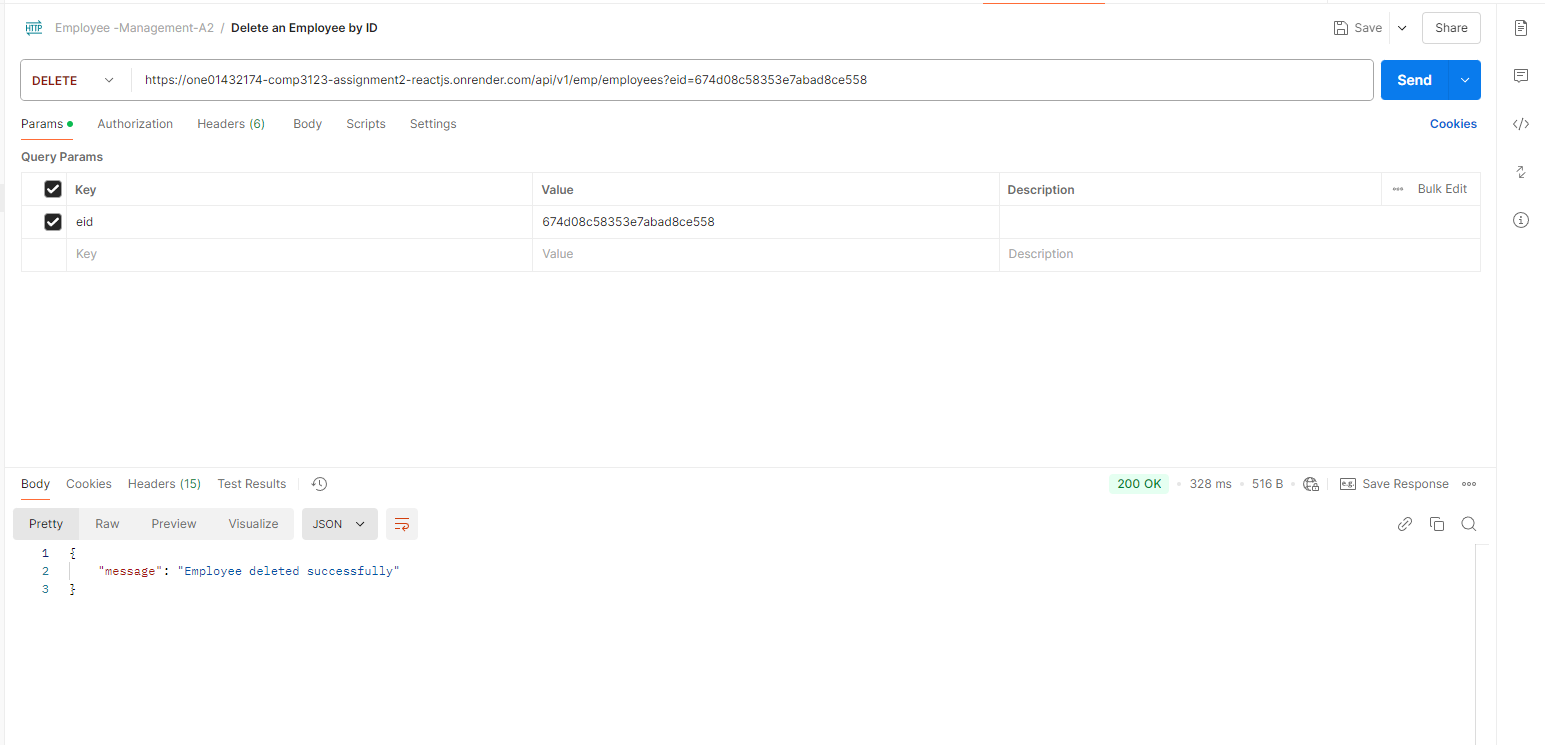 HTTP Employee -Management-A2 / Delete an Employee by ID Save Share
DELETE https://one01432174-comp3123-assignment2-reactjs.onrender.com/api/v1/emp/employees?eid=674d08c58353e7abad8ce558 Send
Params Authorization Headers (6) Body Scripts Settings Cookies
Query Params
Key Value Description Bulk Edit
eid 674d08c58353e7abad8ce558
Key Value Description
Body Cookies Headers (15) Test Results 200 OK 328 ms 516 B e.g. Save Response
Pretty Raw Preview Visualize JSON
1 {
2 "message": "Employee deleted successfully"
3 }